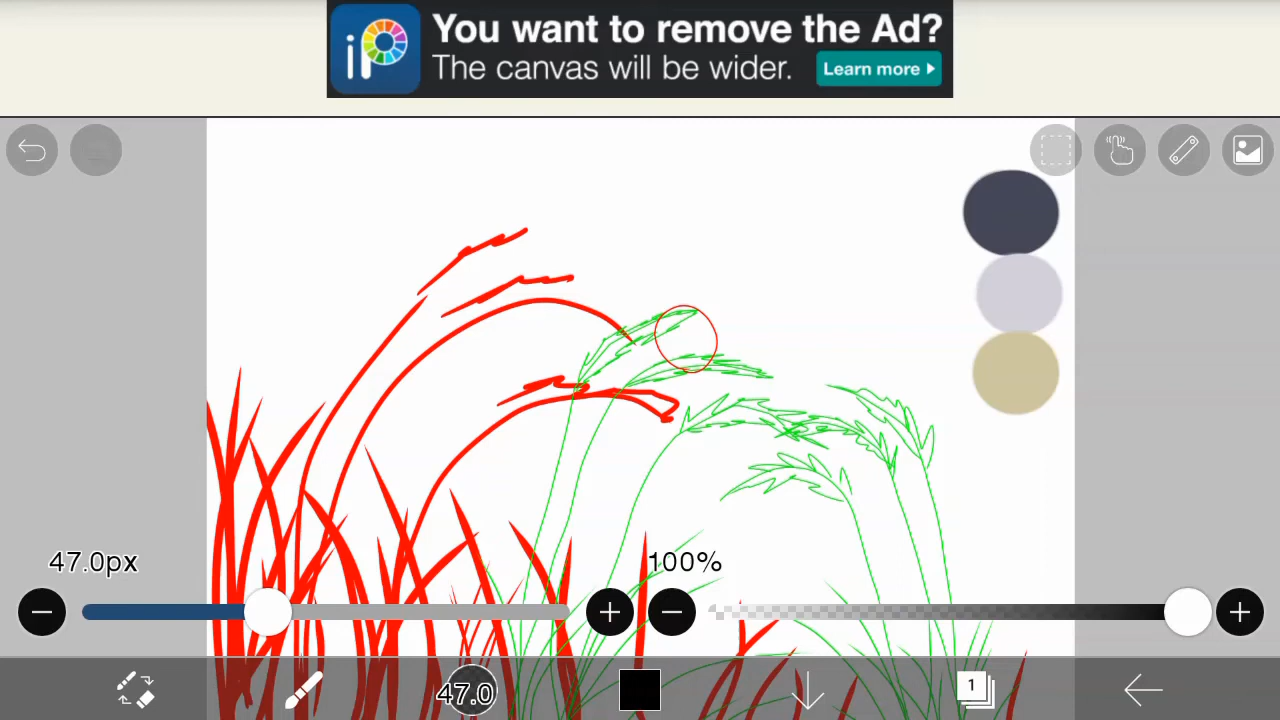 iP
You want to remove the Ad?
The canvas will be wider.
Learn more
47.0px
100%
47.0
1